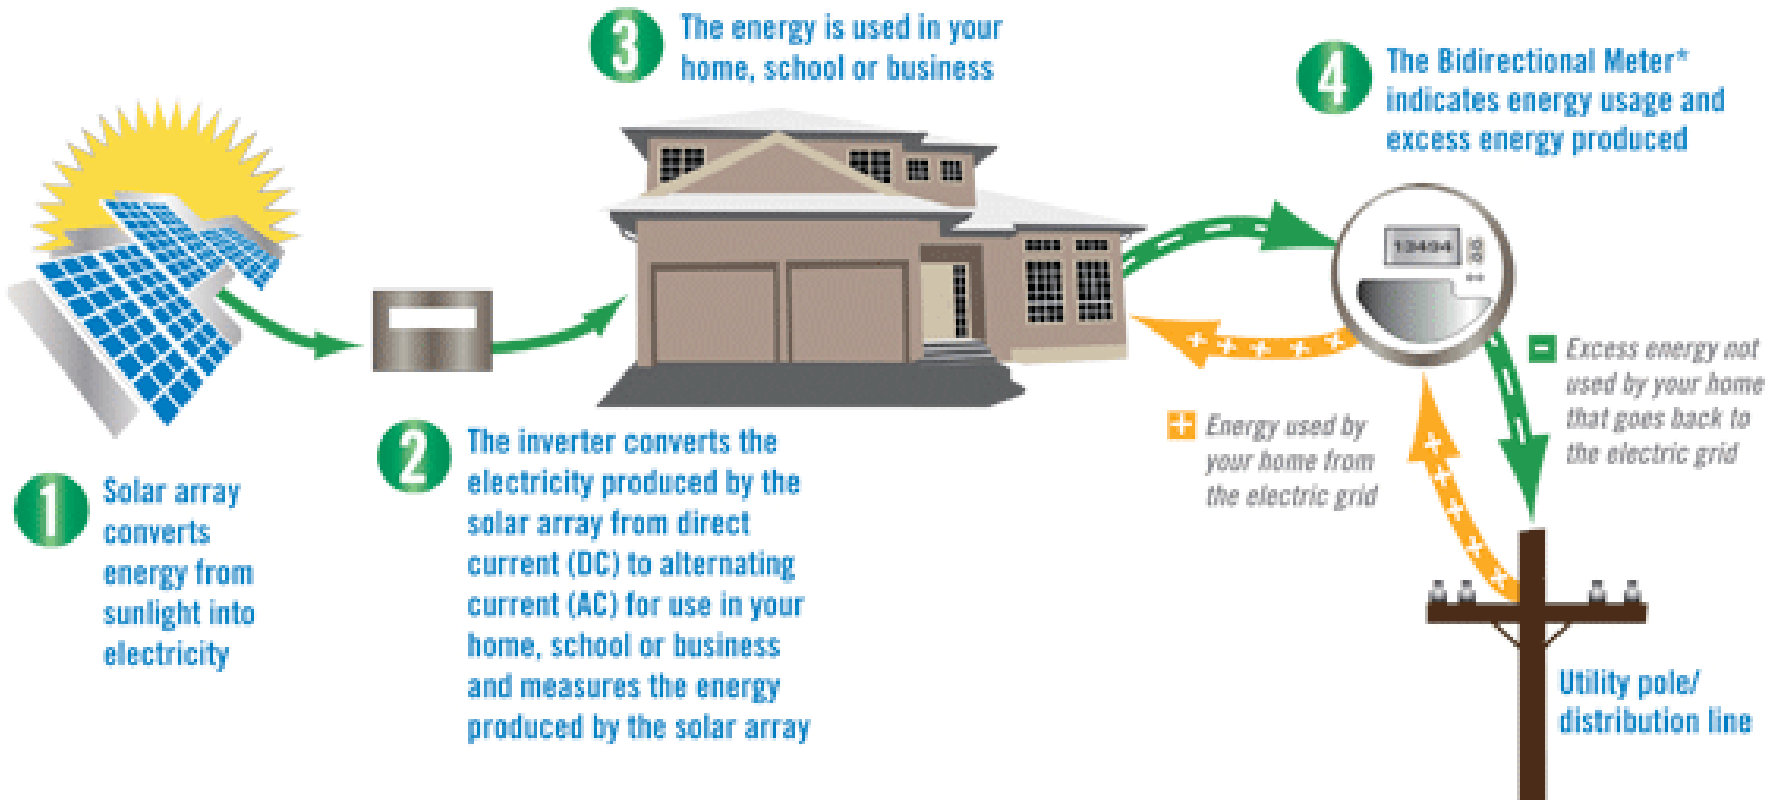 3
The energy is used in your
home, school or business
4
The Bidirectional Meter*
indicates energy usage and
excess energy produced
13494
- Excess energy not
used by your home
that goes back to
the electric grid
+ Energy used by
your home from
the electric grid
2
The inverter converts the
electricity produced by the
solar array from direct
current (DC) to alternating
current (AC) for use in your
home, school or business
and measures the energy
produced by the solar array
1
Solar array
converts
energy from
sunlight into
electricity
Utility pole/
distribution line